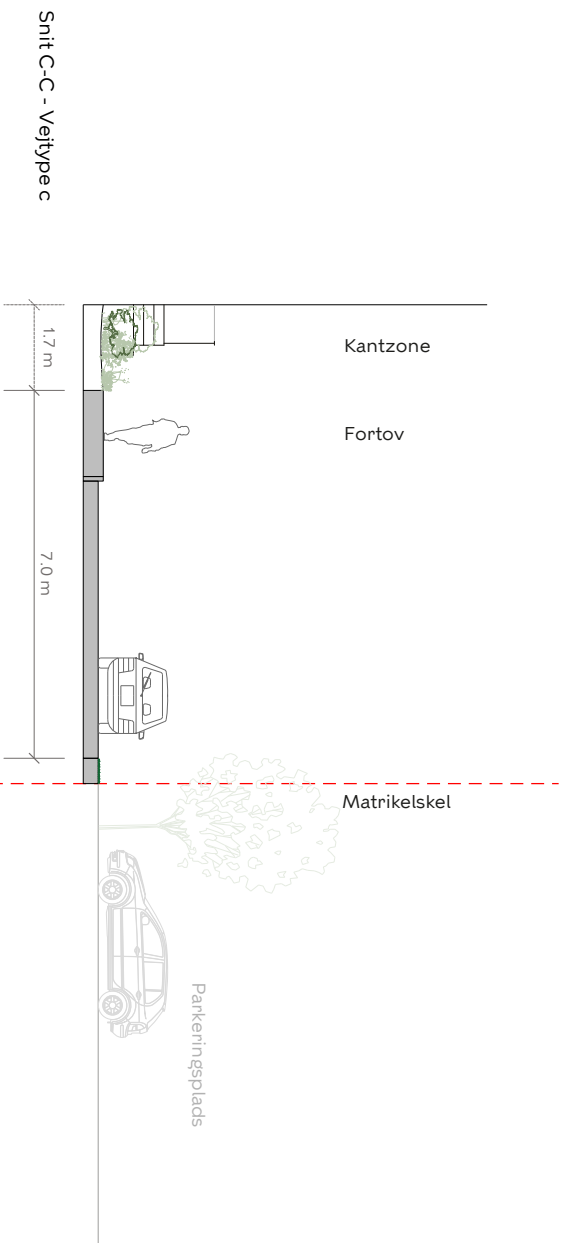 Snit C-C - Vejtype c
Kantzone
Fortov
Matrikelskel
Parkeringsplads
1.7 m
7.0 m